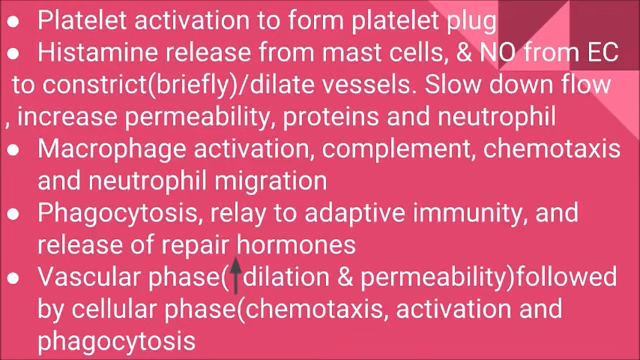 ● Platelet activation to form platelet plug
● Histamine release from mast cells, & NO from EC
to constrict(briefly)/dilate vessels. Slow down flow
, increase permeability, proteins and neutrophil
● Macrophage activation, complement, chemotaxis
and neutrophil migration
● Phagocytosis, relay to adaptive immunity, and
release of repair hormones
● Vascular phase(↑dilation & permeability)followed
by cellular phase(chemotaxis, activation and
phagocytosis